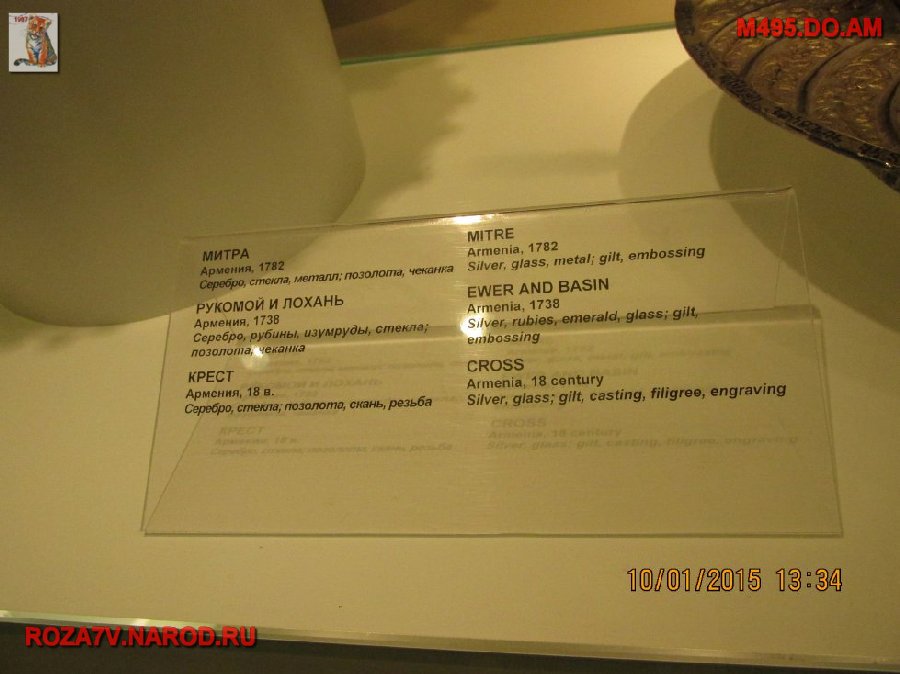 1987
M495.DO.AM
МИТРА
Армения, 1782
Серебро, стекла, металл; позолота, чеканка
РУКОМОЙ И ЛОХАНЬ
Армения, 1738
Серебро, рубины, изумруды, стекла;
позолота, чеканка
КРЕСТ
Армения, 18 в.
Серебро, стекла; позолота, скань, резьба
MITRE
Armenia, 1782
Silver, glass, metal; gilt, embossing
EWER AND BASIN
Armenia, 1738
Silver, rubies, emerald, glass; gilt,
embossing
CROSS
Armenia, 18 century
Silver, glass; gilt, casting, filigree, engraving
10/01/2015 13:34
ROZA7V.NAROD.RU